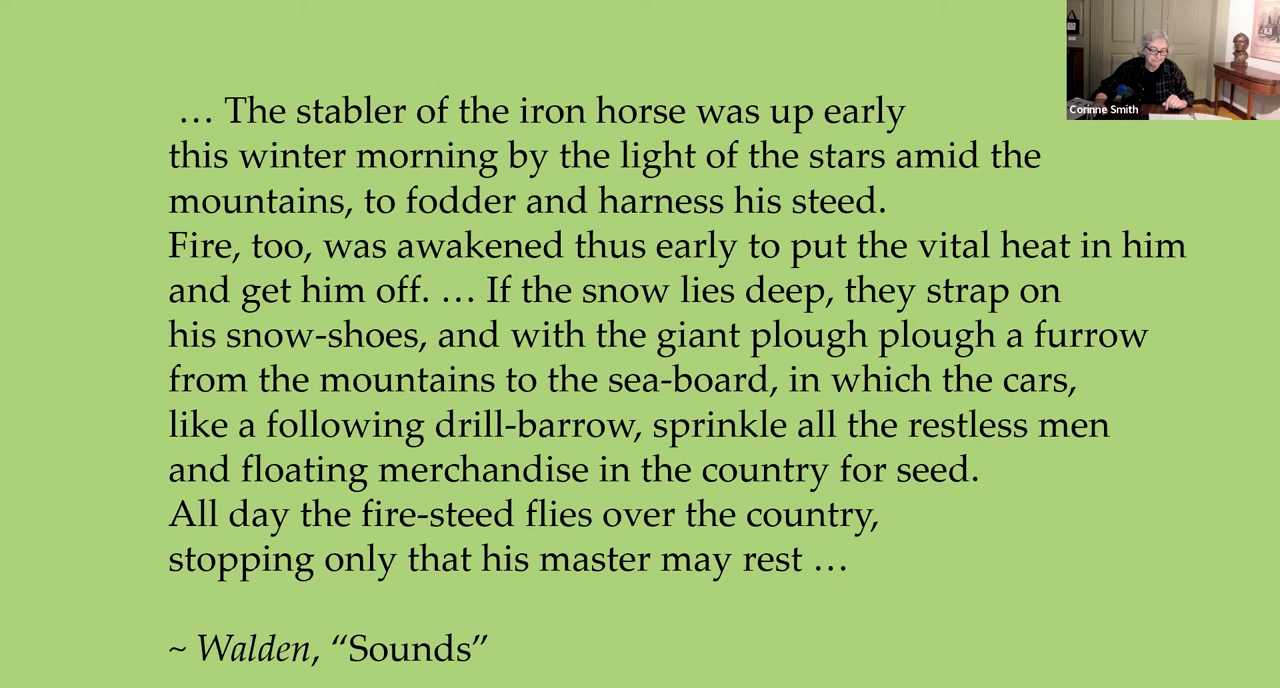 … The stabler of the iron horse was up early
this winter morning by the light of the stars amid the
mountains, to fodder and harness his steed.
Fire, too, was awakened thus early to put the vital heat in him
and get him off. … If the snow lies deep, they strap on
his snow-shoes, and with the giant plough plough a furrow
from the mountains to the sea-board, in which the cars,
like a following drill-barrow, sprinkle all the restless men
and floating merchandise in the country for seed.
All day the fire-steed flies over the country,
stopping only that his master may rest …
~ Walden, “Sounds”
Corinne Smith